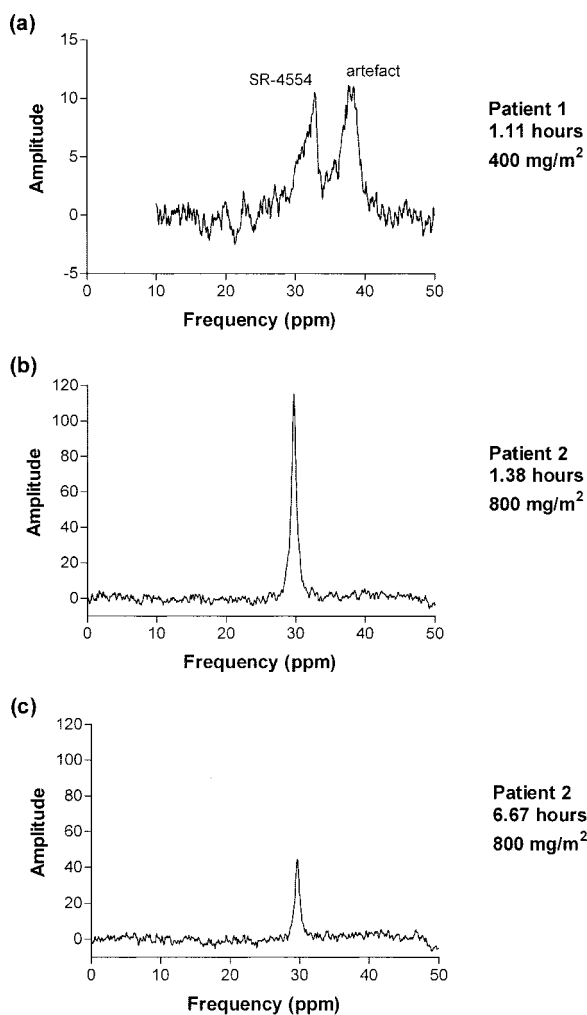 (a)
15
10
5
0
-5
Amplitude
SR-4554
artefact
0 10 20 30 40 50
Frequency (ppm)
Patient 1
1.11 hours
400 mg/m²
(b)
120
100
80
60
40
20
0
Amplitude
0 10 20 30 40 50
Frequency (ppm)
Patient 2
1.38 hours
800 mg/m²
(c)
120
100
80
60
40
20
0
Amplitude
0 10 20 30 40 50
Frequency (ppm)
Patient 2
6.67 hours
800 mg/m²